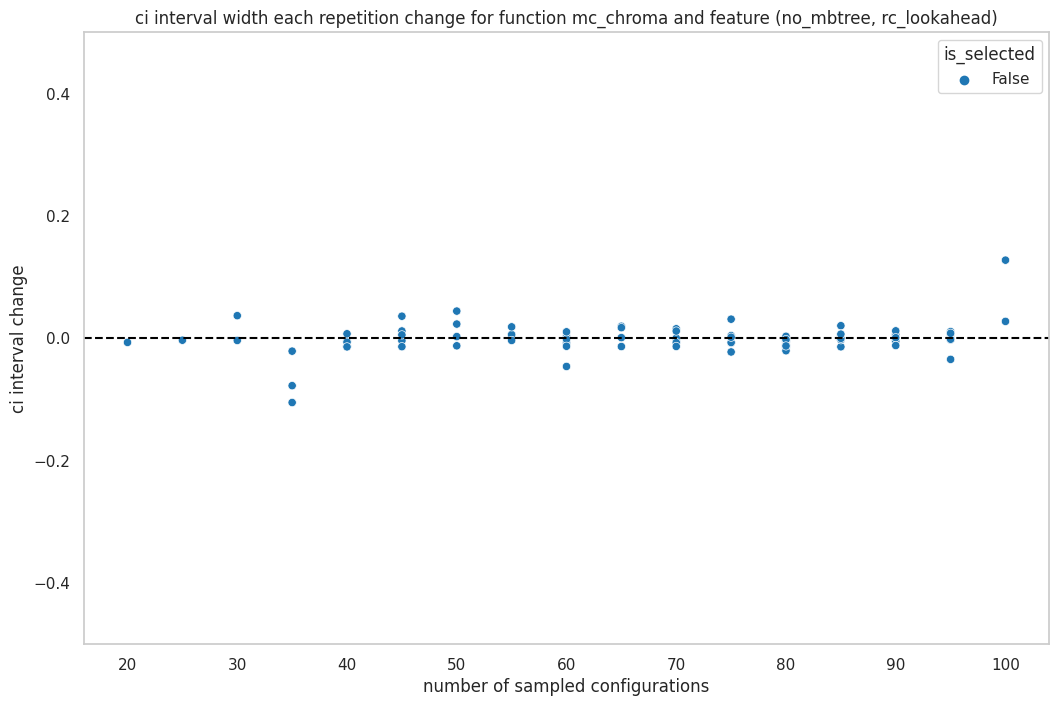 ci interval width each repetition change for function mc_chroma and feature (no_mbtree, rc_lookahead)
is_selected
False
ci interval change
0.4
0.2
0.0
−0.2
−0.4
20 30 40 50 60 70 80 90 100
number of sampled configurations